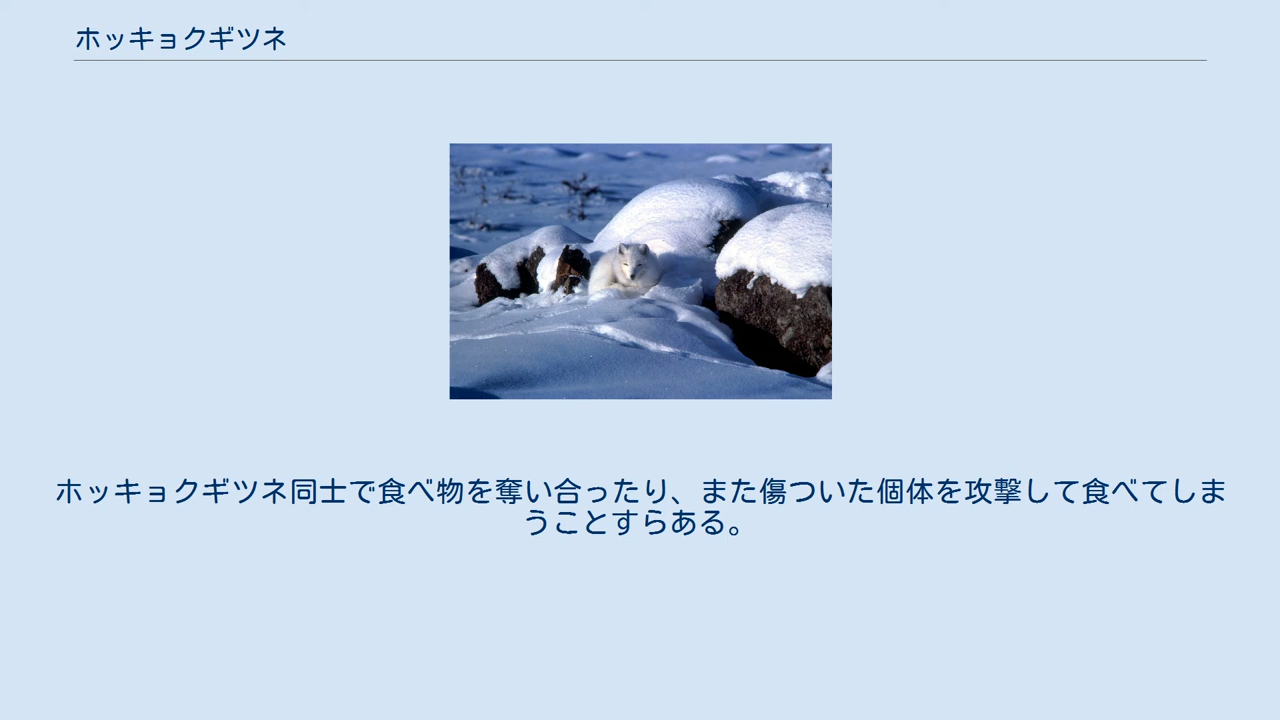 ホッキョクギツネ
ホッキョクギツネ同士で食べ物を奪い合ったり、また傷ついた個体を攻撃して食べてしま
うことすらある。